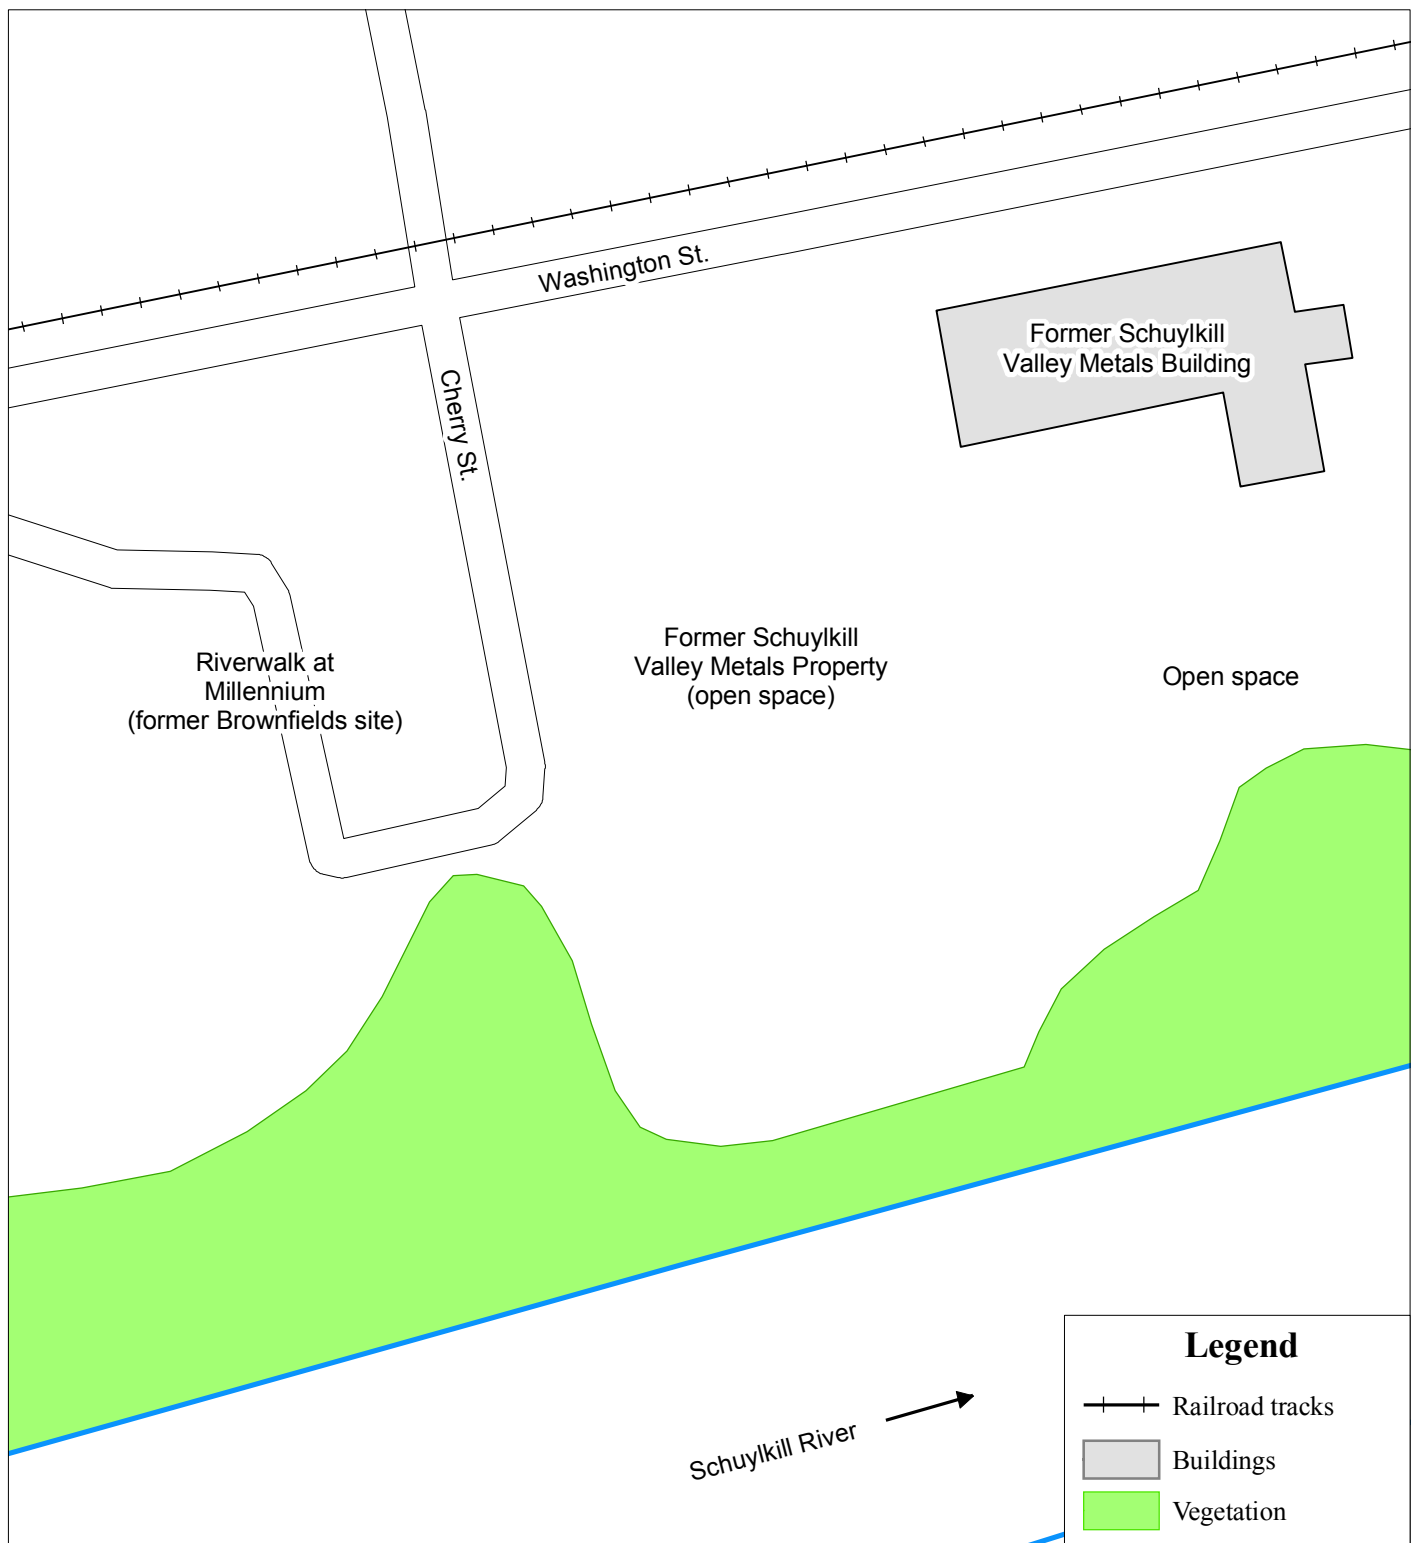 Washington St.
Former Schuylkill
Valley Metals Building
Cherry St.
Former Schuylkill
Valley Metals Property
(open space)
Riverwalk at
Millennium
(former Brownfields site)
Open space
Schuylkill River
Legend
Railroad tracks
Buildings
Vegetation